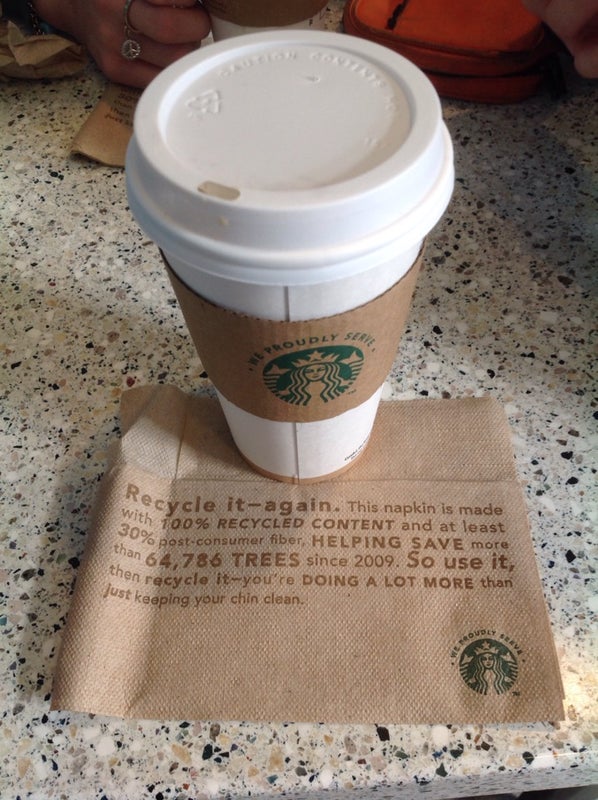 CAUTION CONTENTS
WE PROUDLY SERVE
Recycle it—again. This napkin is made
with 100% RECYCLED CONTENT and at least
30% post-consumer fiber, HELPING SAVE more
than 64,786 TREES since 2009. So use it,
then recycle it—you're DOING A LOT MORE than
just keeping your chin clean.
WE PROUDLY SERVE